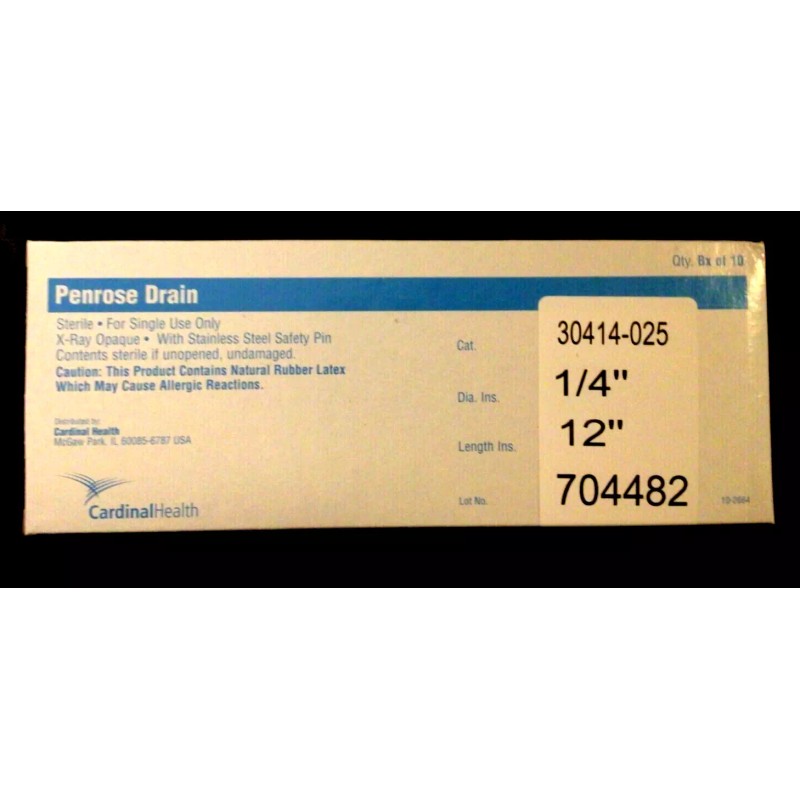 Qty. Bx of 10
Penrose Drain
Sterile • For Single Use Only
X-Ray Opaque • With Stainless Steel Safety Pin
Contents sterile if unopened, undamaged.
Caution: This Product Contains Natural Rubber Latex
Which May Cause Allergic Reactions.
Distributed by:
Cardinal Health
McGaw Park, IL 60085-6787 USA
CardinalHealth
Cat. 30414-025
Dia. Ins. 1/4"
Length Ins. 12"
Lot No. 704482
10-2664